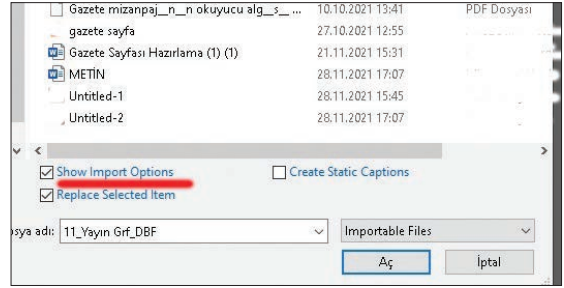 Gazete mizanpaj__n__n okuyucu alg__s__ ... 10.10.2021 13:41 PDF Dosyası
gazete sayfa 27.10.2021 12:55
Gazete Sayfası Hazırlama (1) (1) 21.11.2021 15:31
METİN 28.11.2021 17:07
Untitled-1 28.11.2021 15:45
Untitled-2 28.11.2021 17:07
Show Import Options Create Static Captions
Replace Selected Item
osya adı: 11_Yayın Grf_DBF Importable Files
Aç İptal